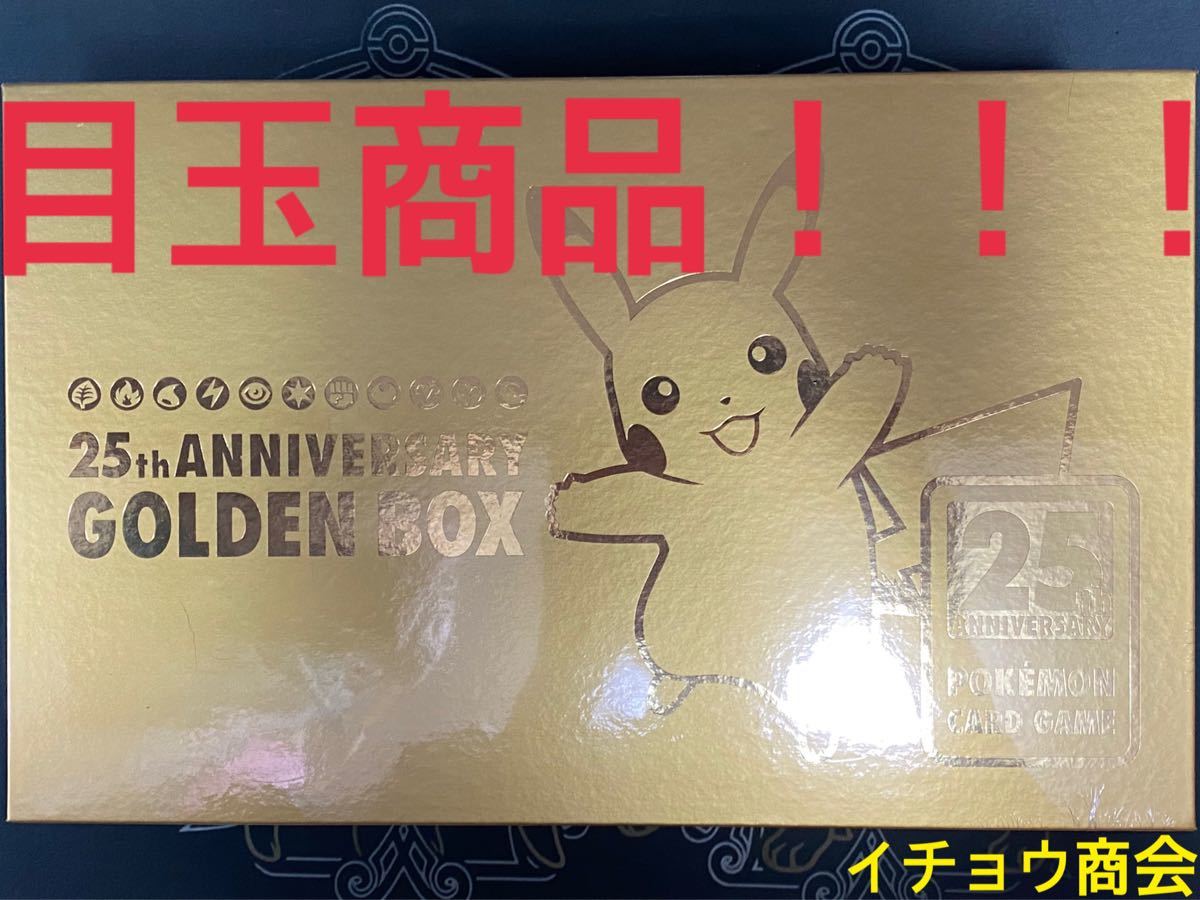 目玉商品！！！
25th ANNIVERSARY
GOLDEN BOX
25th
ANNIVERSARY
POKÉMON
CARD GAME
イチョウ商会